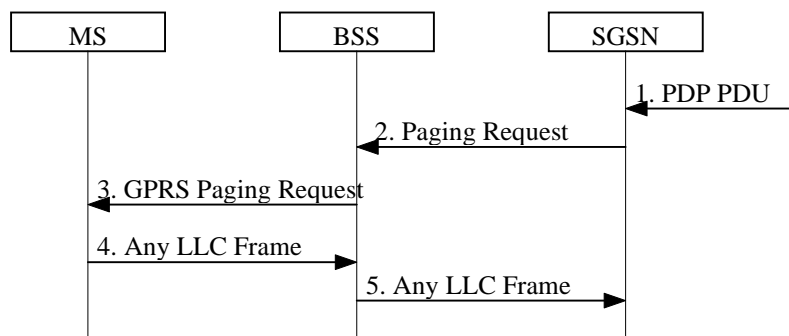 MS
BSS
SGSN
1. PDP PDU
2. Paging Request
3. GPRS Paging Request
4. Any LLC Frame
5. Any LLC Frame